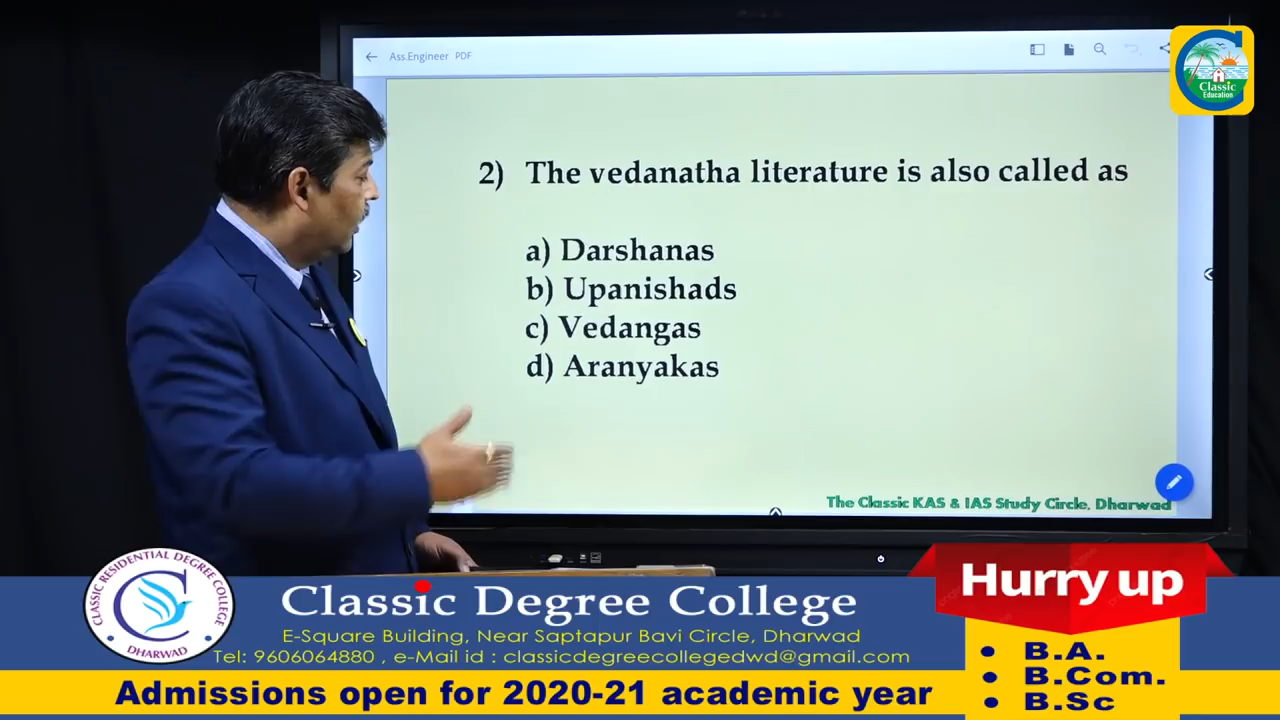 Ass.Engineer PDF
Classic
Education
2) The vedanatha literature is also called as
a) Darshanas
b) Upanishads
c) Vedangas
d) Aranyakas
The Classic KAS & IAS Study Circle, Dharwad
CLASSIC RESIDENTIAL DEGREE COLLEGE
DHARWAD
Classic Degree College
E-Square Building, Near Saptapur Bavi Circle, Dharwad
Tel: 9606064880 , e-Mail id : classicdegreecollegedwd@gmail.com
Admissions open for 2020-21 academic year
Hurry up
• B.A.
• B.Com.
• B.Sc